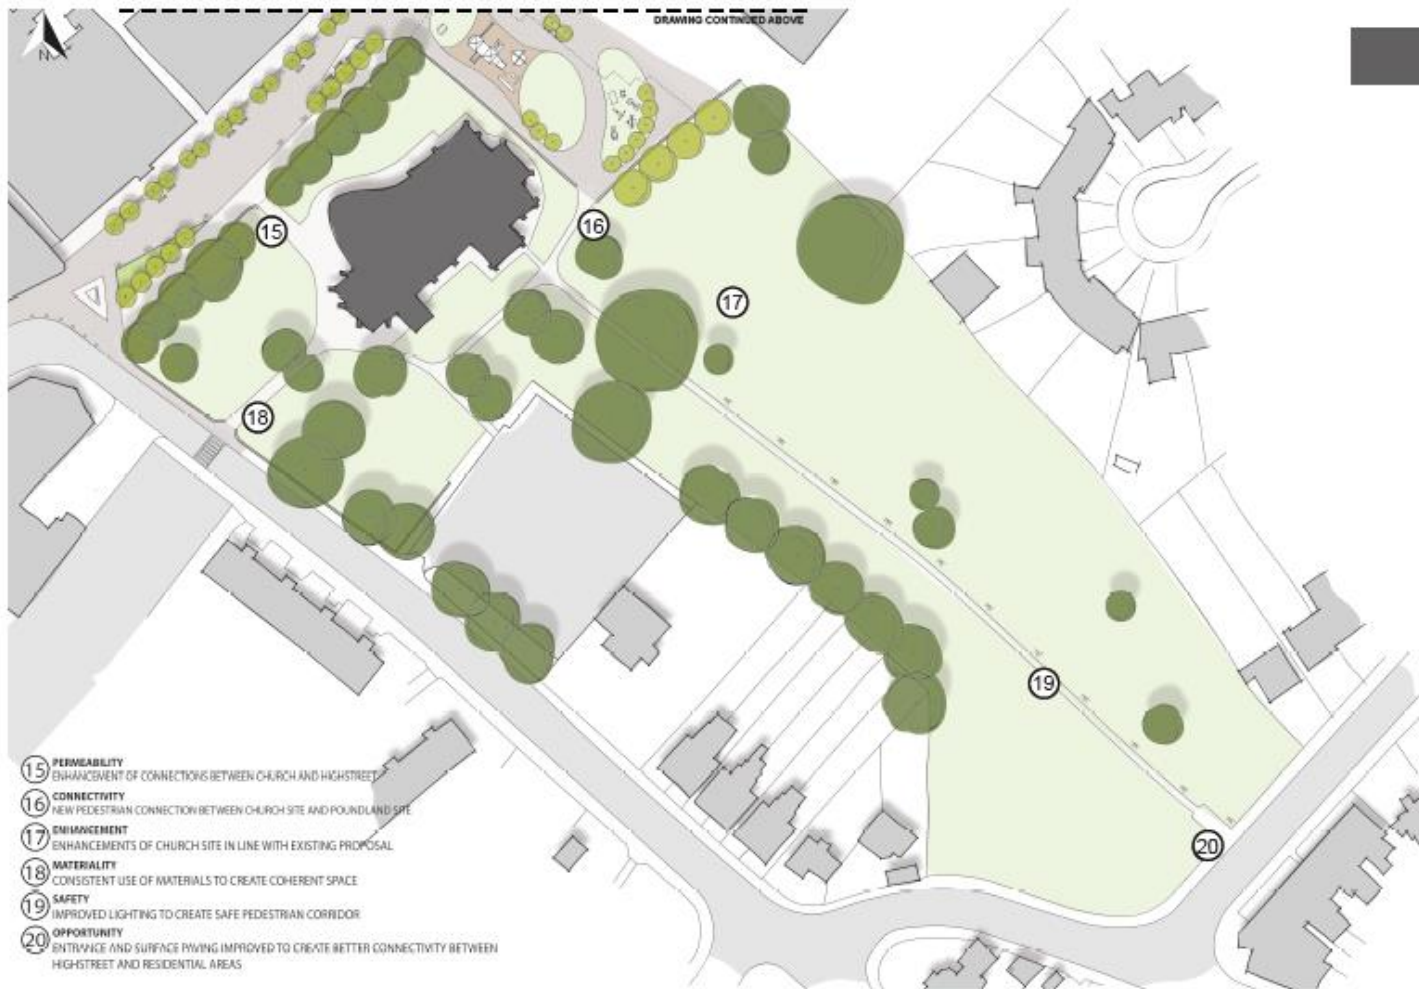 DRAWING CONTINUED ABOVE
N
15
16
17
18
19
20
15 PERMEABILITY
ENHANCEMENT OF CONNECTIONS BETWEEN CHURCH AND HIGHSTREET
16 CONNECTIVITY
NEW PEDESTRIAN CONNECTION BETWEEN CHURCH SITE AND POUNDLAND SITE
17 ENHANCEMENT
ENHANCEMENTS OF CHURCH SITE IN LINE WITH EXISTING PROPOSAL
18 MATERIALITY
CONSISTENT USE OF MATERIALS TO CREATE COHERENT SPACE
19 SAFETY
IMPROVED LIGHTING TO CREATE SAFE PEDESTRIAN CORRIDOR
20 OPPORTUNITY
ENTRANCE AND SURFACE PAVING IMPROVED TO CREATE BETTER CONNECTIVITY BETWEEN
HIGHSTREET AND RESIDENTIAL AREAS